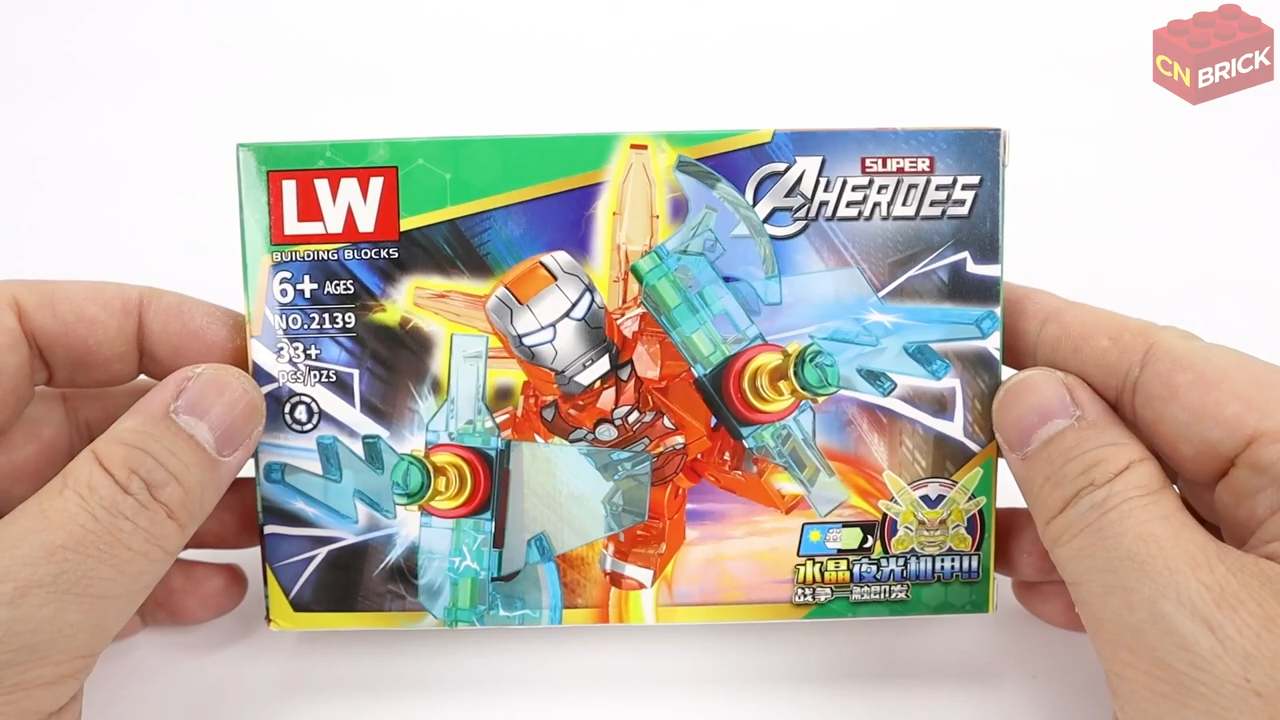 CN BRICK
LW
BUILDING BLOCKS
6+ AGES
NO.2139
33+
pcs/pzs
4
SUPER
AHEROES
水晶夜光机甲!!
战争一触即发